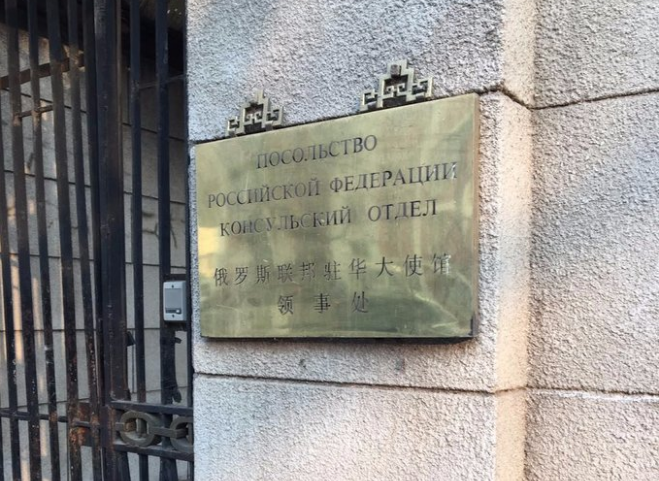 ПОСОЛЬСТВО
РОССИЙСКОЙ ФЕДЕРАЦИИ
КОНСУЛЬСКИЙ ОТДЕЛ
俄罗斯联邦驻华大使馆
领事处